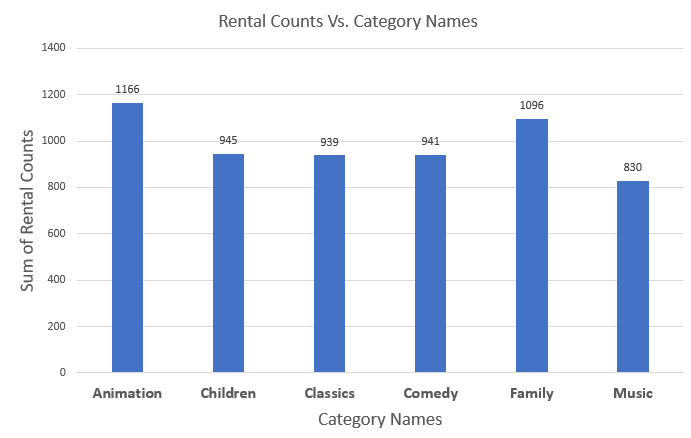 Rental Counts Vs. Category Names
1400
1200
1000
800
600
400
200
0
Sum of Rental Counts
1166
945
939
941
1096
830
Animation
Children
Classics
Comedy
Family
Music
Category Names